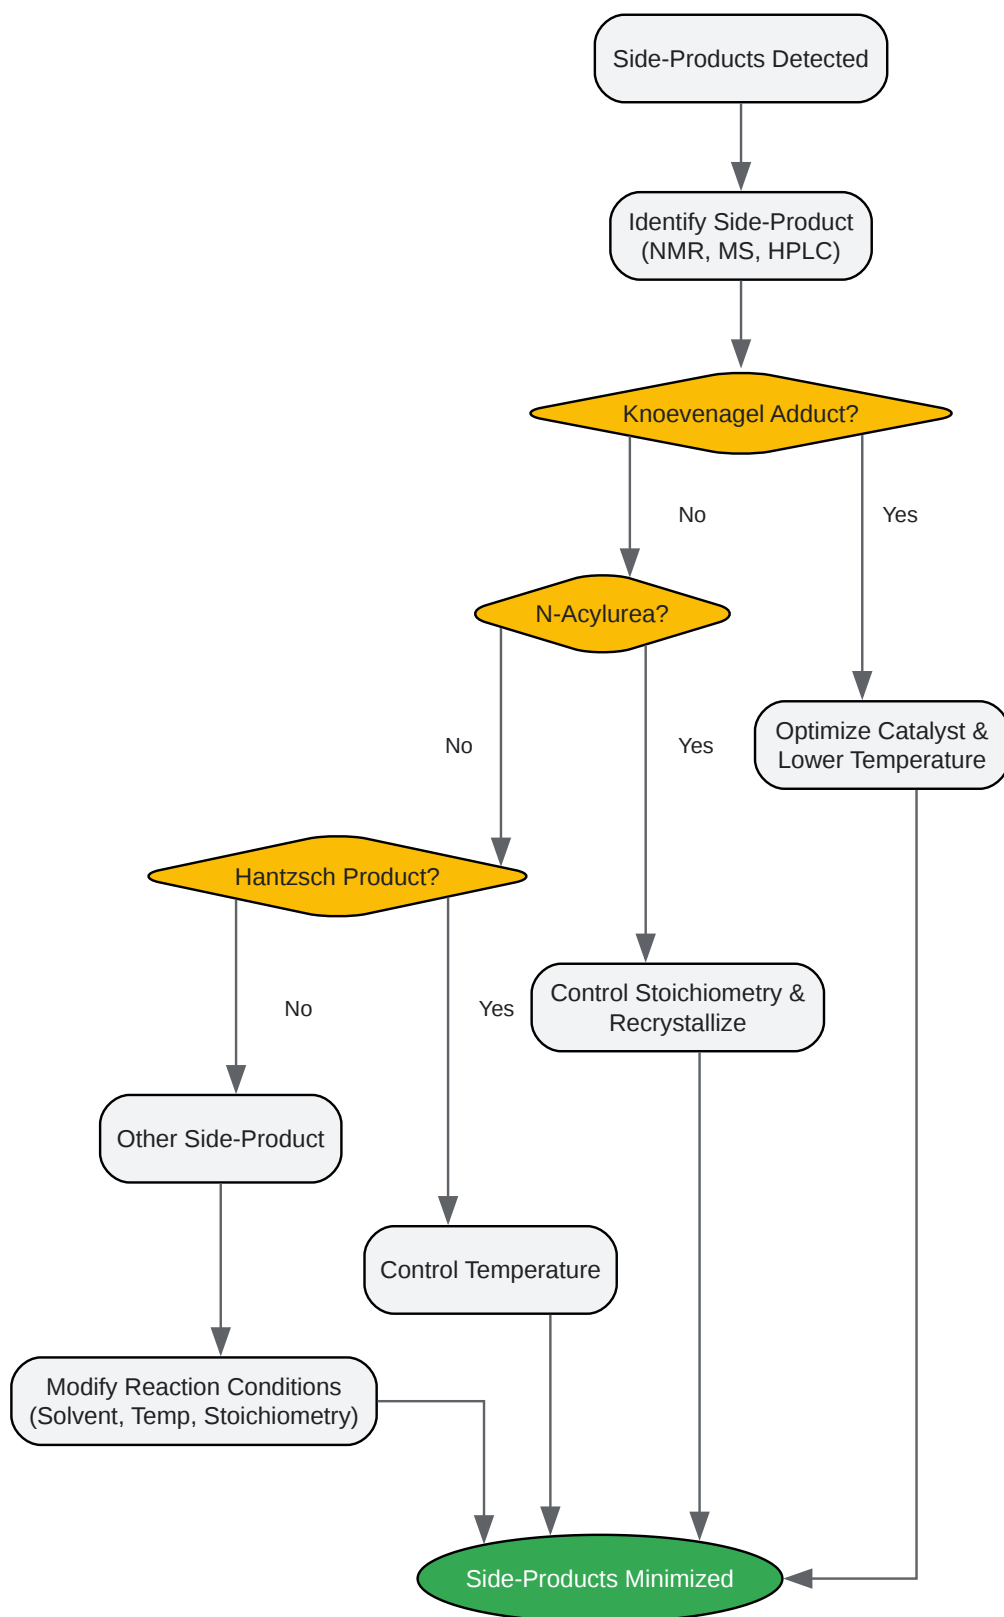 Side-Products Detected
Identify Side-Product
(NMR, MS, HPLC)
Knoevenagel Adduct?
No
Yes
N-Acylurea?
Optimize Catalyst &
Lower Temperature
No
Yes
Hantzsch Product?
Control Stoichiometry &
Recrystallize
No
Yes
Other Side-Product
Control Temperature
Modify Reaction Conditions
(Solvent, Temp, Stoichiometry)
Side-Products Minimized